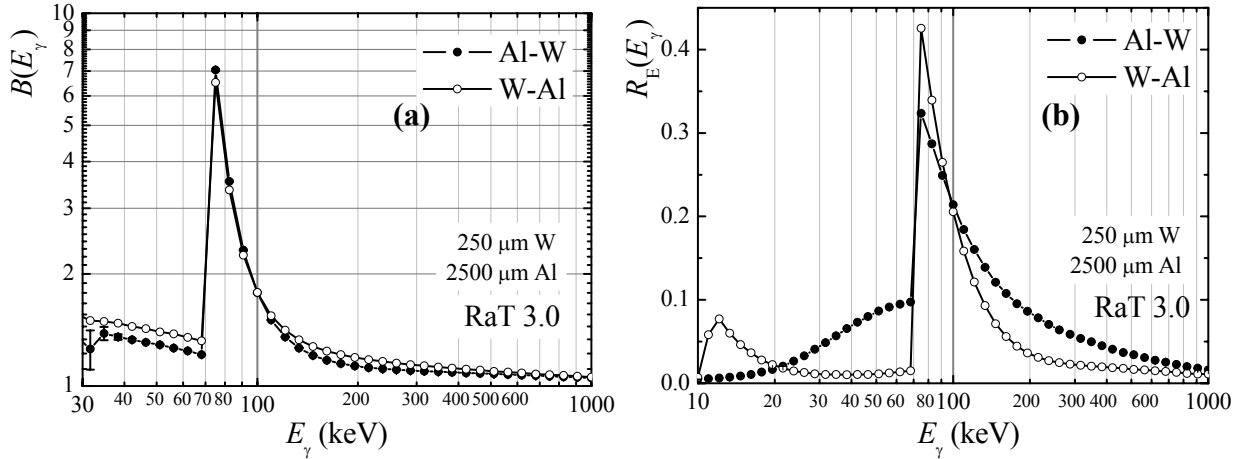 B(Eγ)
10
9
8
7
6
5
4
3
2
1
Al-W
W-Al
(a)
250 μm W
2500 μm Al
RaT 3.0
30 40 50 60 70 80 100 200 300 400 500 600 1000
Eγ (keV)
R_E(Eγ)
0.4
0.3
0.2
0.1
0.0
Al-W
W-Al
(b)
250 μm W
2500 μm Al
RaT 3.0
10 20 30 40 50 60 80 100 200 300 400 500 600 1000
Eγ (keV)